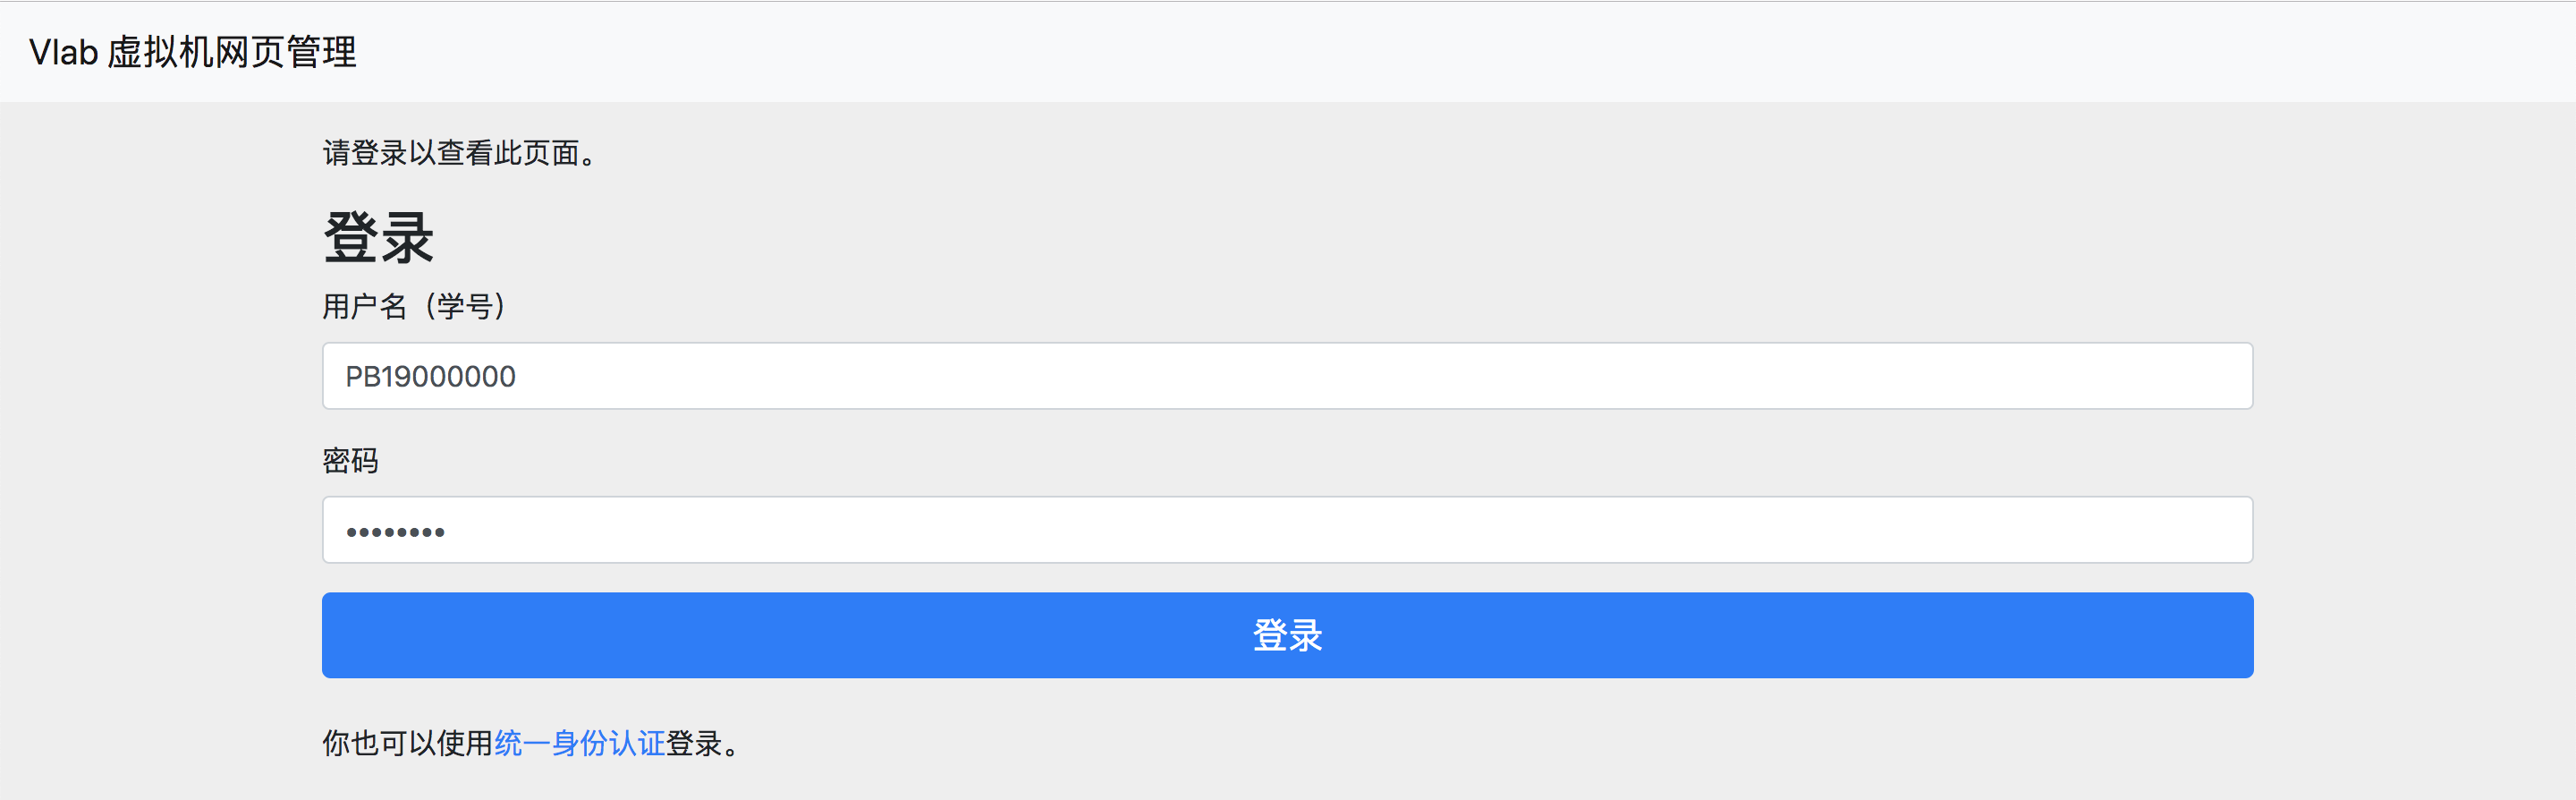 Vlab 虚拟机网页管理
请登录以查看此页面。
登录
用户名（学号）
PB19000000
密码
••••••••
登录
你也可以使用统一身份认证登录。